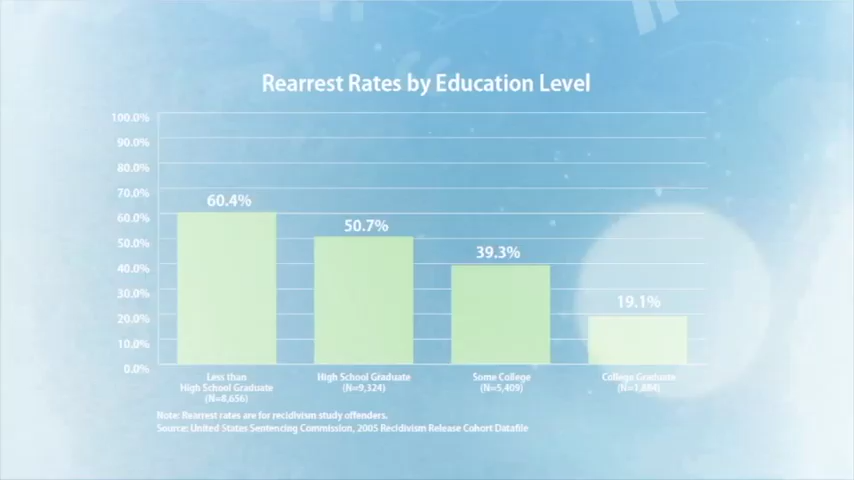 Rearrest Rates by Education Level
100.0%
90.0%
80.0%
70.0%
60.0%
50.0%
40.0%
30.0%
20.0%
10.0%
0.0%
60.4%
50.7%
39.3%
19.1%
Less than
High School Graduate
(N=8,656)
High School Graduate
(N=9,324)
Some College
(N=5,409)
College Graduate
(N=1,884)
Note: Rearrest rates are for recidivism study offenders.
Source: United States Sentencing Commission, 2005 Recidivism Release Cohort Datafile